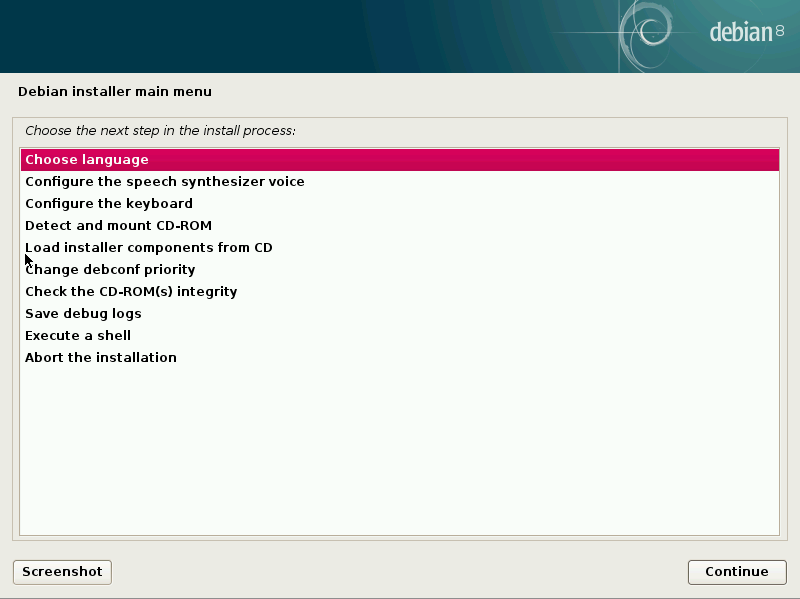 debian 8
Debian installer main menu
Choose the next step in the install process:
Choose language
Configure the speech synthesizer voice
Configure the keyboard
Detect and mount CD-ROM
Load installer components from CD
Change debconf priority
Check the CD-ROM(s) integrity
Save debug logs
Execute a shell
Abort the installation
Screenshot
Continue